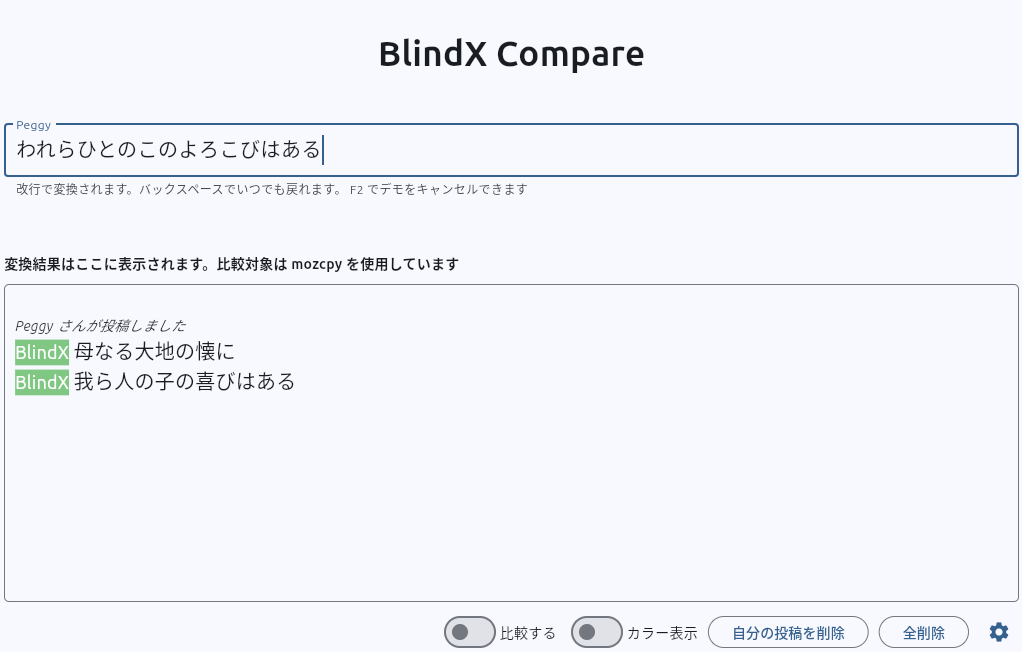 BlindX Compare
Peggy
われらひとのこのよろこびはある
改行で変換されます。バックスペースでいつでも戻れます。 F2 でデモをキャンセルできます
変換結果はここに表示されます。比較対象は mozcpy を使用しています
Peggy さんが投稿しました
BlindX 母なる大地の懐に
BlindX 我ら人の子の喜びはある
比較する カラー表示 自分の投稿を削除 全削除